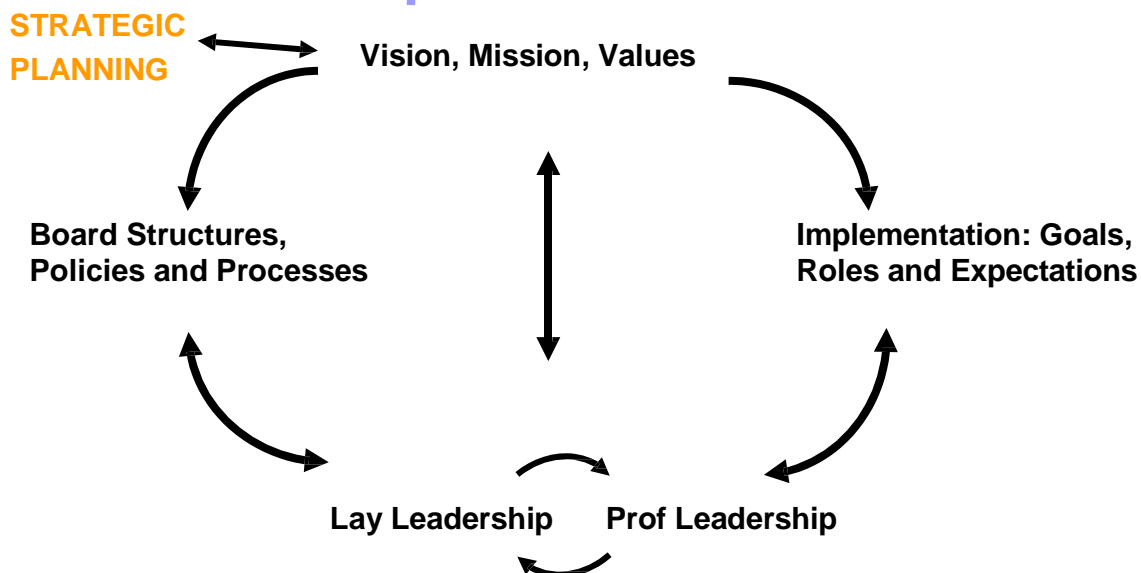 STRATEGIC
PLANNING
Vision, Mission, Values
Board Structures,
Policies and Processes
Implementation: Goals,
Roles and Expectations
Lay Leadership
Prof Leadership